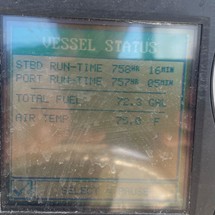 VESSEL STATUS
STBD RUN-TIME 758HR 16MIN
PORT RUN-TIME 757HR 05MIN
TOTAL FUEL: 72.3 GAL
AIR TEMP 75.0 F